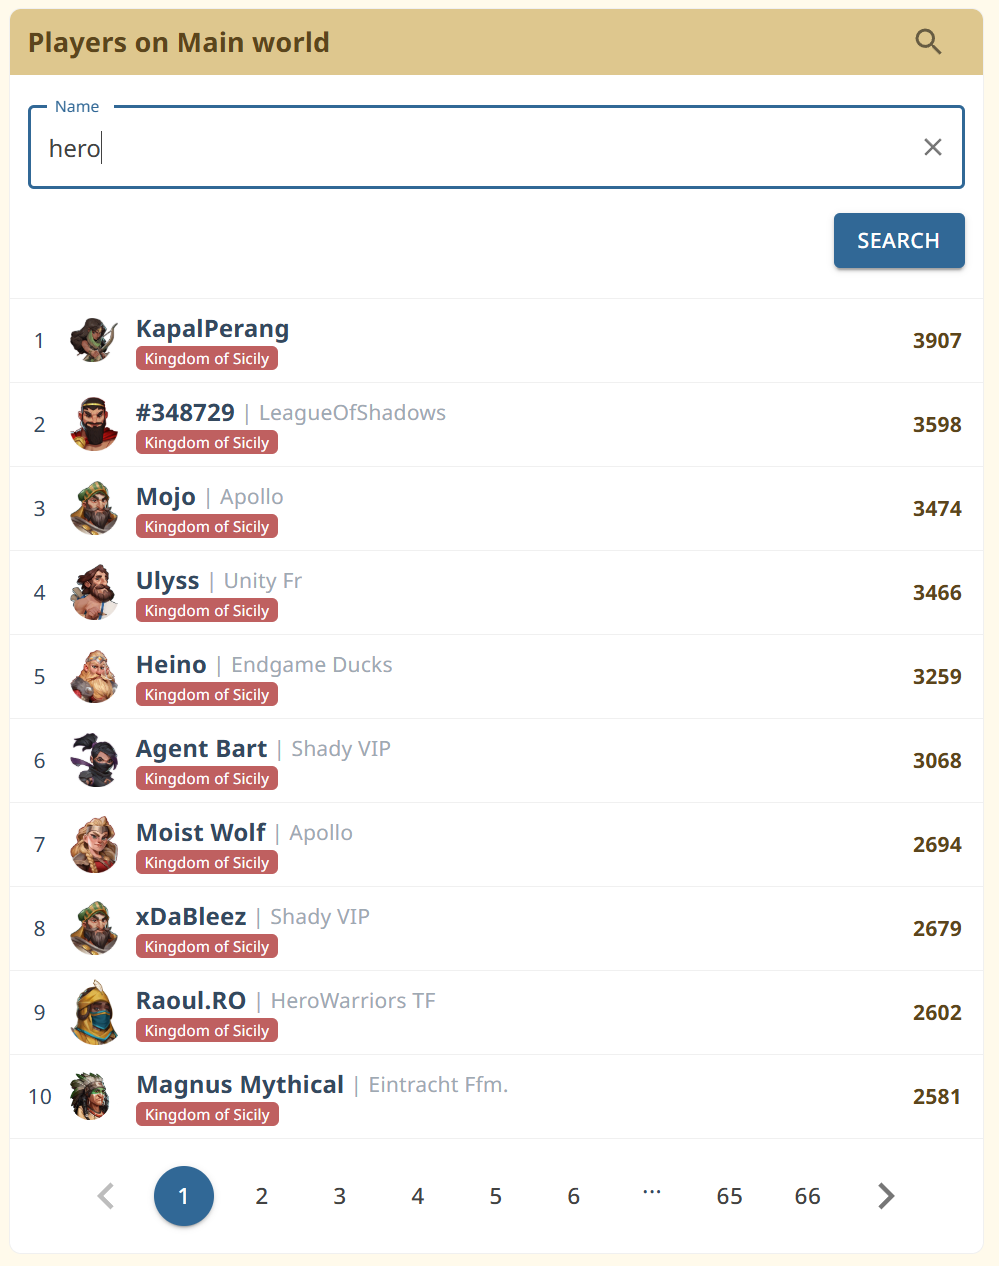 Players on Main world
Name
hero
SEARCH
1 KapalPerang 3907
Kingdom of Sicily
2 #348729 | LeagueOfShadows 3598
Kingdom of Sicily
3 Mojo | Apollo 3474
Kingdom of Sicily
4 Ulyss | Unity Fr 3466
Kingdom of Sicily
5 Heino | Endgame Ducks 3259
Kingdom of Sicily
6 Agent Bart | Shady VIP 3068
Kingdom of Sicily
7 Moist Wolf | Apollo 2694
Kingdom of Sicily
8 xDaBleez | Shady VIP 2679
Kingdom of Sicily
9 Raoul.RO | HeroWarriors TF 2602
Kingdom of Sicily
10 Magnus Mythical | Eintracht Ffm. 2581
Kingdom of Sicily
1 2 3 4 5 6 ... 65 66